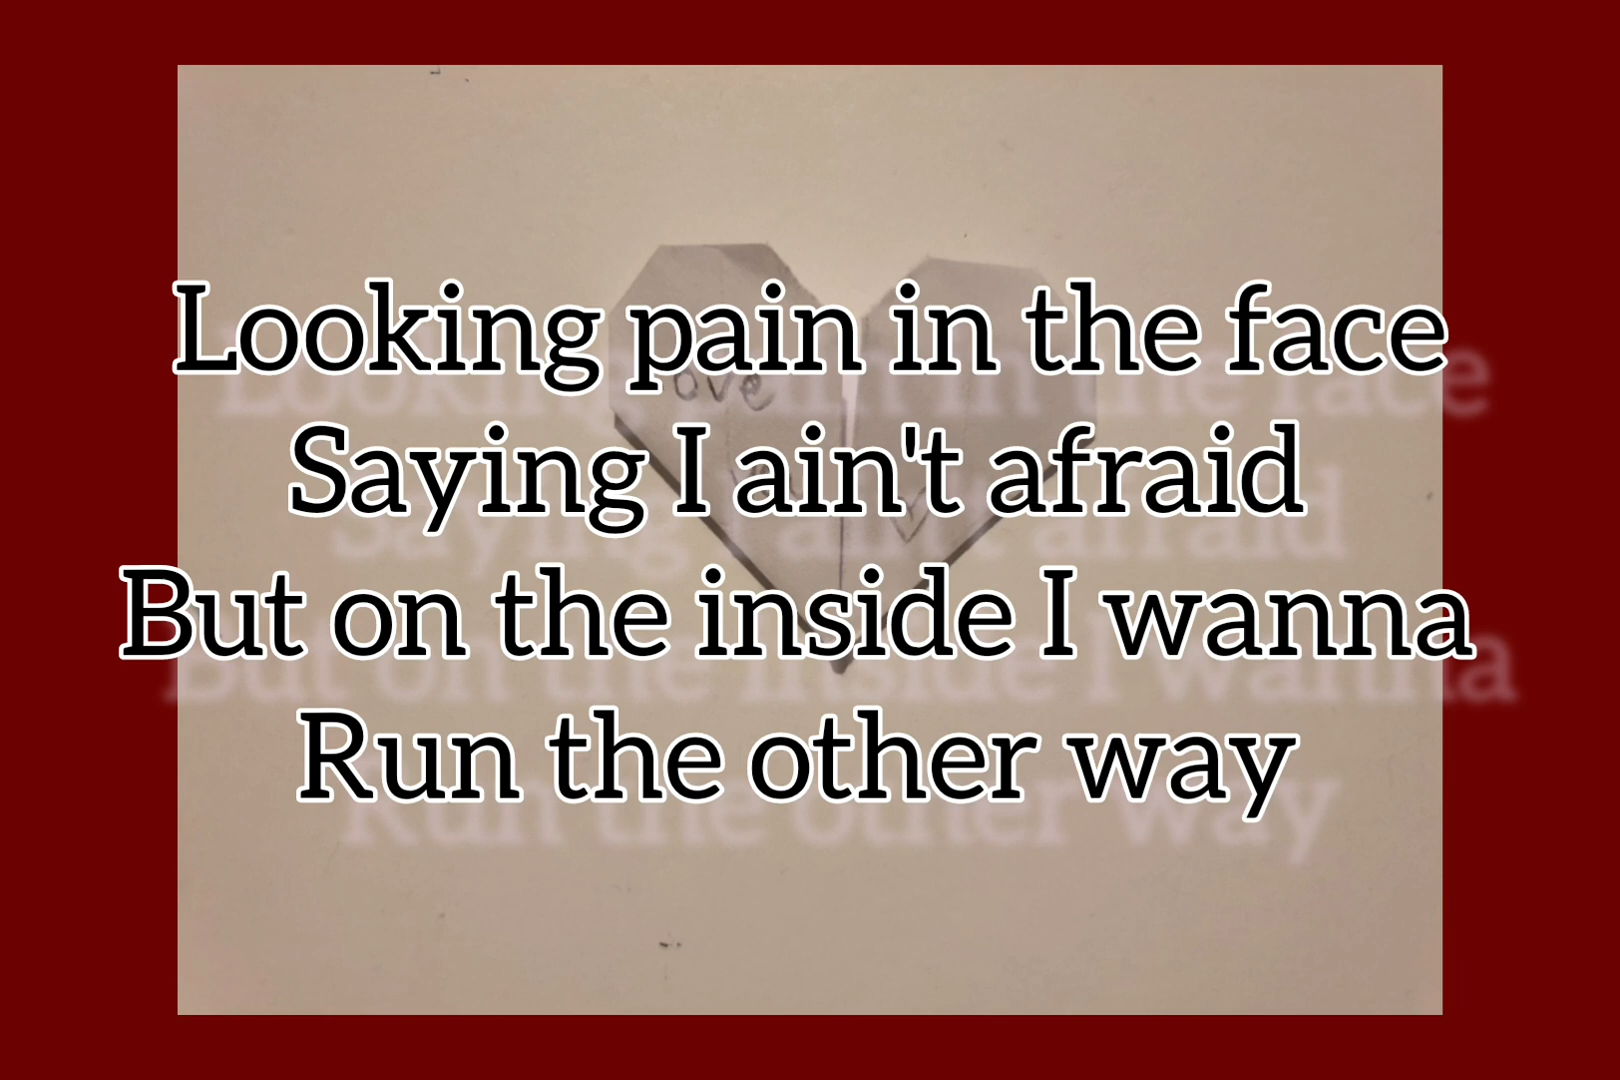 Looking pain in the face
Saying I ain't afraid
But on the inside I wanna
Run the other way